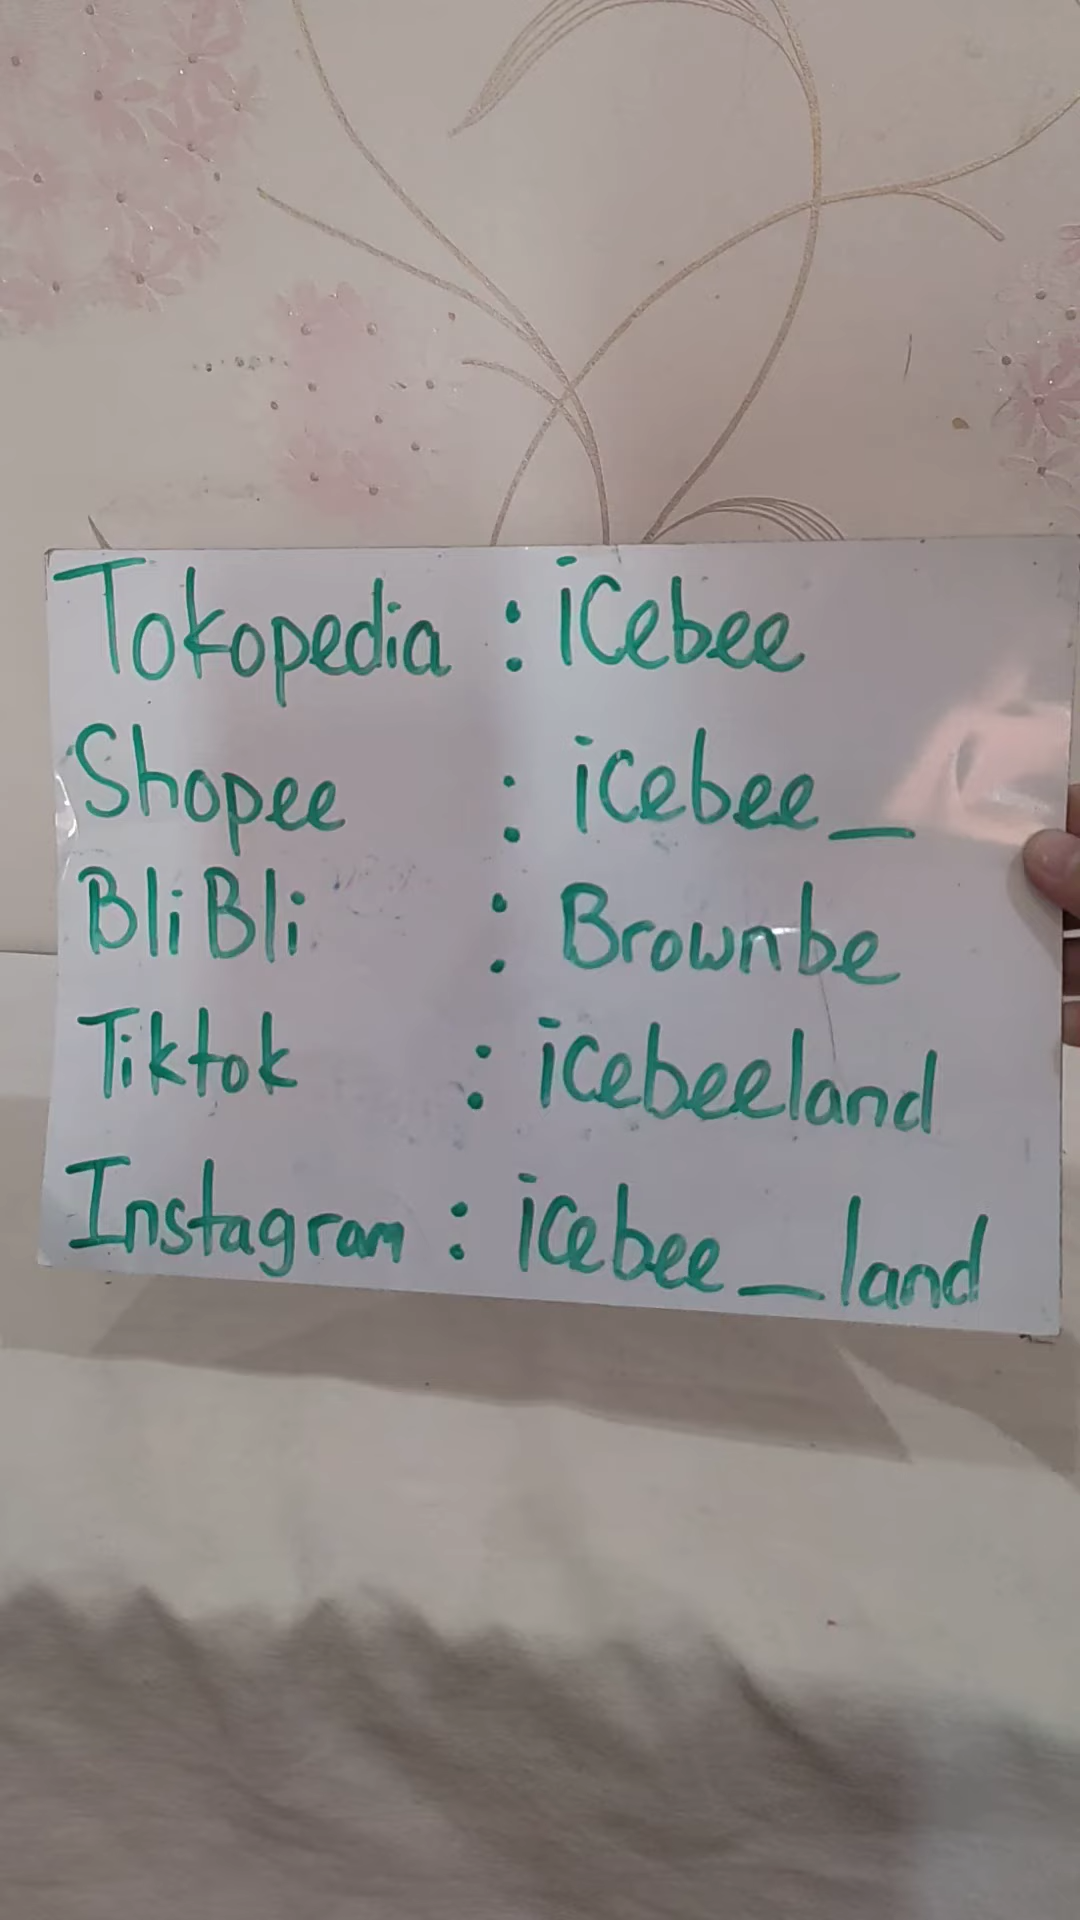 Tokopedia : iCebee
Shopee : iCebee_
BliBli : Brownbe
Tiktok : iCebeeland
Instagram : iCebee_land